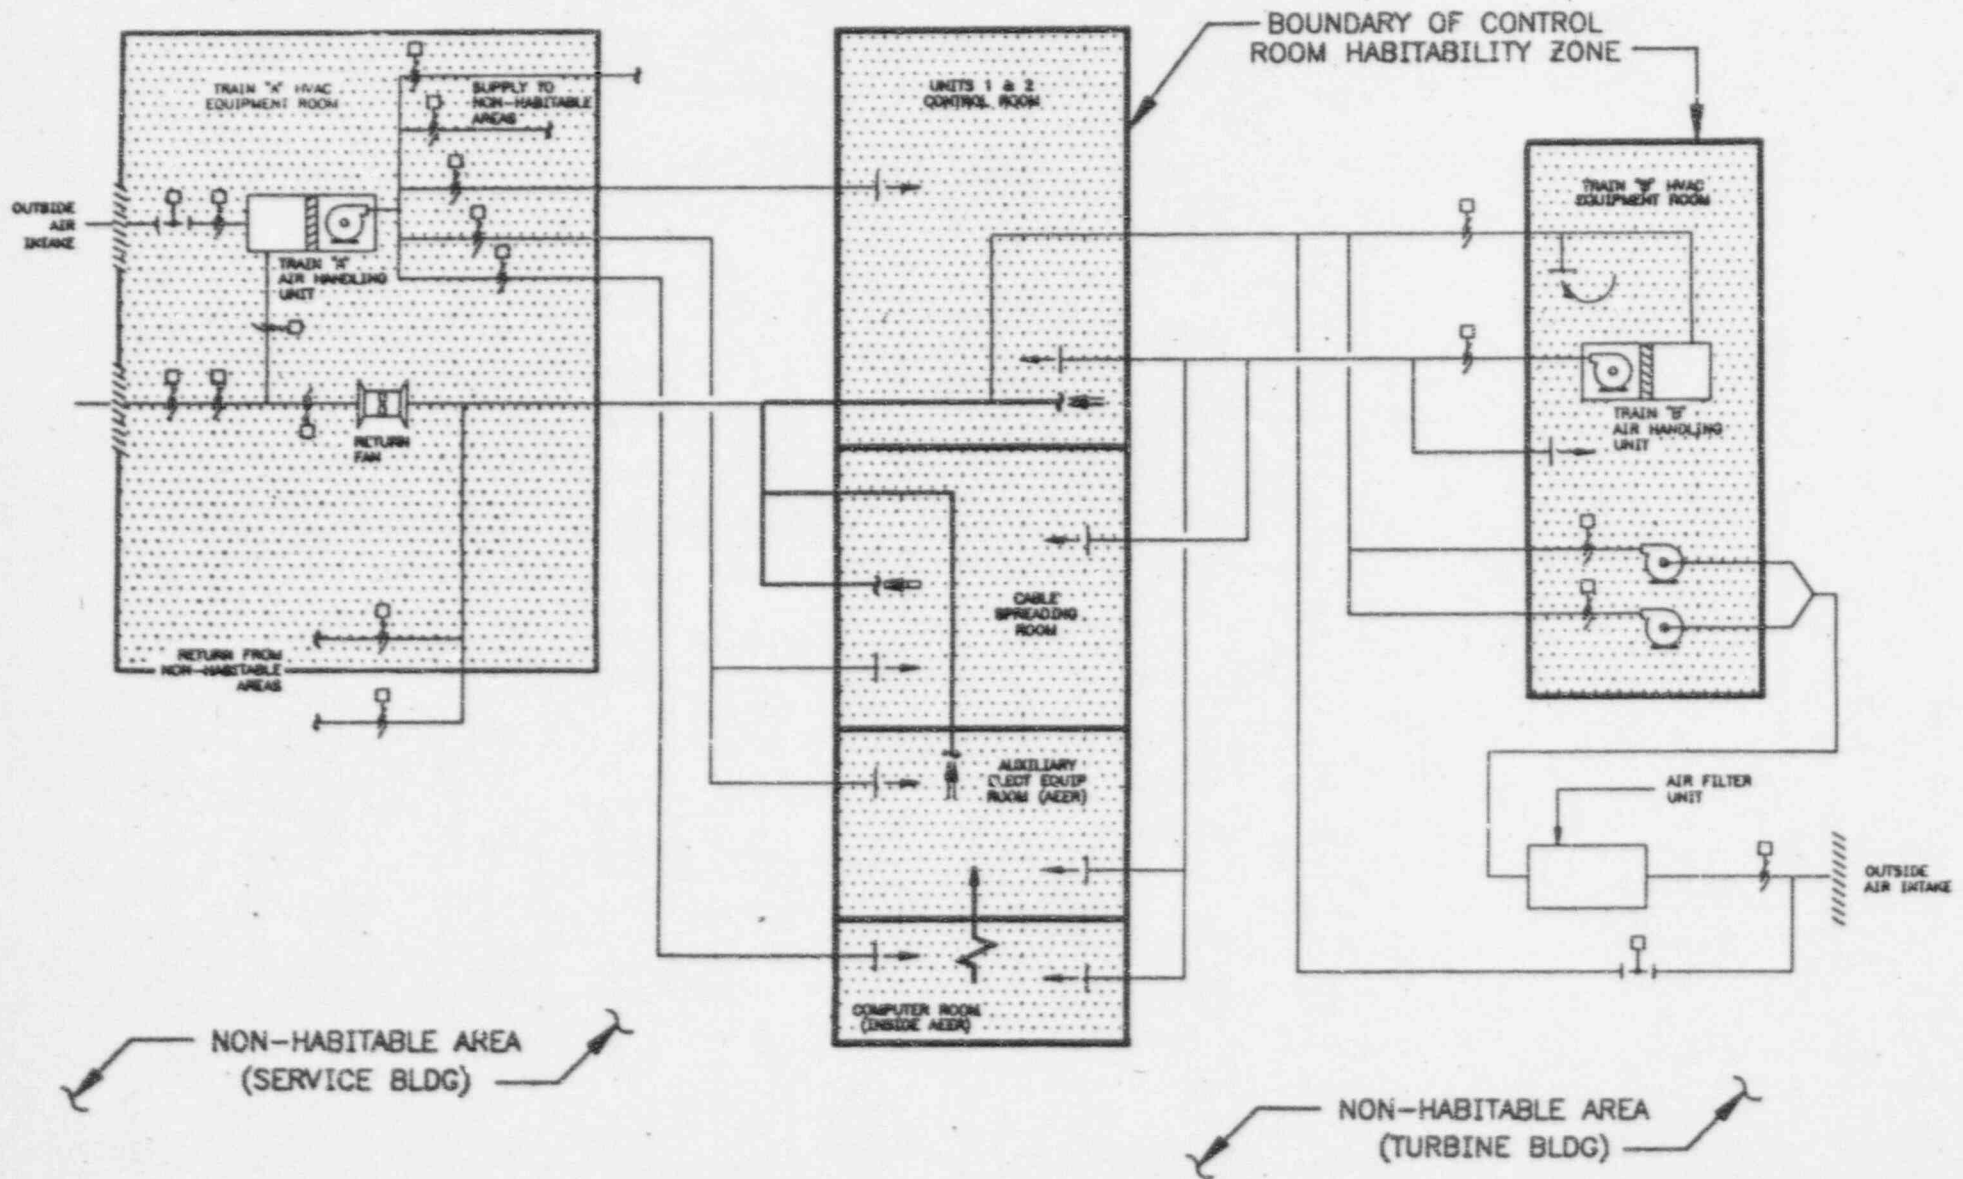 BOUNDARY OF CONTROL
ROOM HABITABILITY ZONE
TRAIN "A" HVAC
EQUIPMENT ROOM
SUPPLY TO
NON-HABITABLE
AREAS
UNITS 1 & 2
CONTROL ROOM
TRAIN "B" HVAC
EQUIPMENT ROOM
OUTSIDE
AIR
INTAKE
TRAIN "A"
AIR HANDLING
UNIT
RETURN
FAN
TRAIN "B"
AIR HANDLING
UNIT
CABLE
SPREADING
ROOM
RETURN FROM
NON-HABITABLE
AREAS
AUXILIARY
ELECT EQUIP
ROOM (AEER)
AIR FILTER
UNIT
OUTSIDE
AIR INTAKE
COMPUTER ROOM
(INSIDE AEER)
NON-HABITABLE AREA
(SERVICE BLDG)
NON-HABITABLE AREA
(TURBINE BLDG)